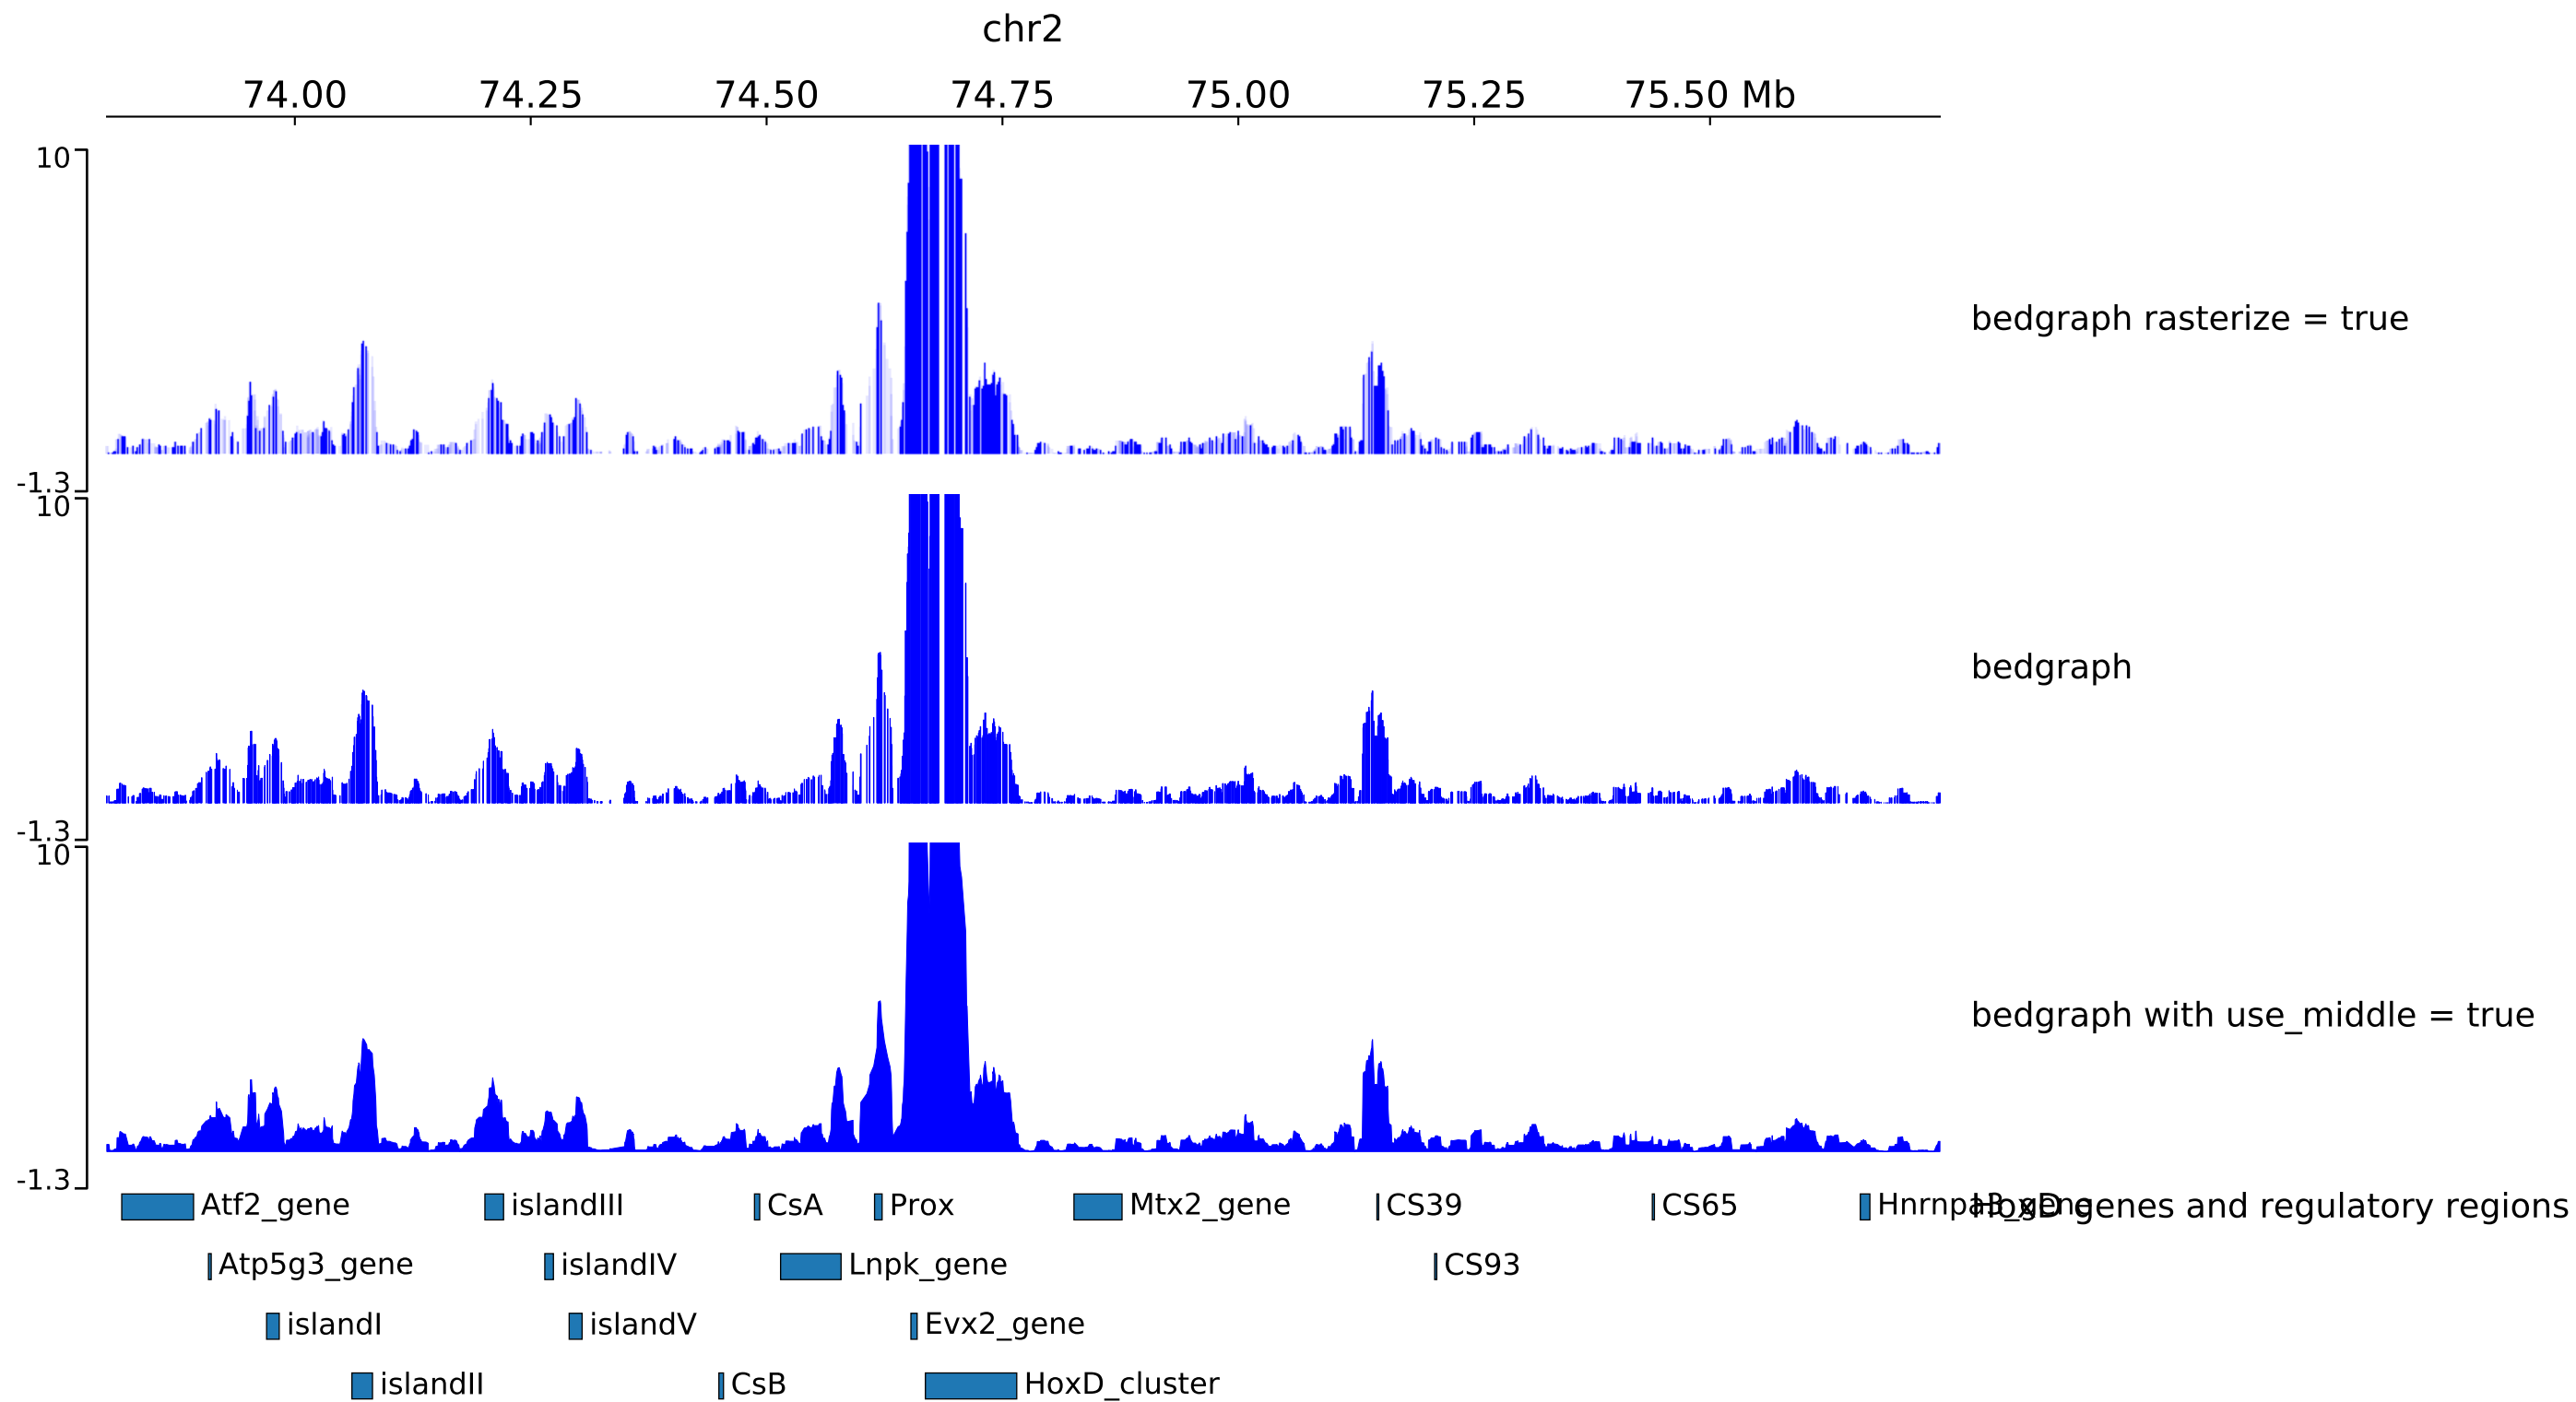 chr2
74.00 74.25 74.50 74.75 75.00 75.25 75.50 Mb
10
bedgraph rasterize = true
-1.3
10
bedgraph
-1.3
10
bedgraph with use_middle = true
-1.3
Atf2_gene islandIII CsA Prox Mtx2_gene CS39 CS65 Hnrnpa3_gene HoxD genes and regulatory regions
Atp5g3_gene islandIV Lnpk_gene CS93
islandI islandV Evx2_gene
islandII CsB HoxD_cluster